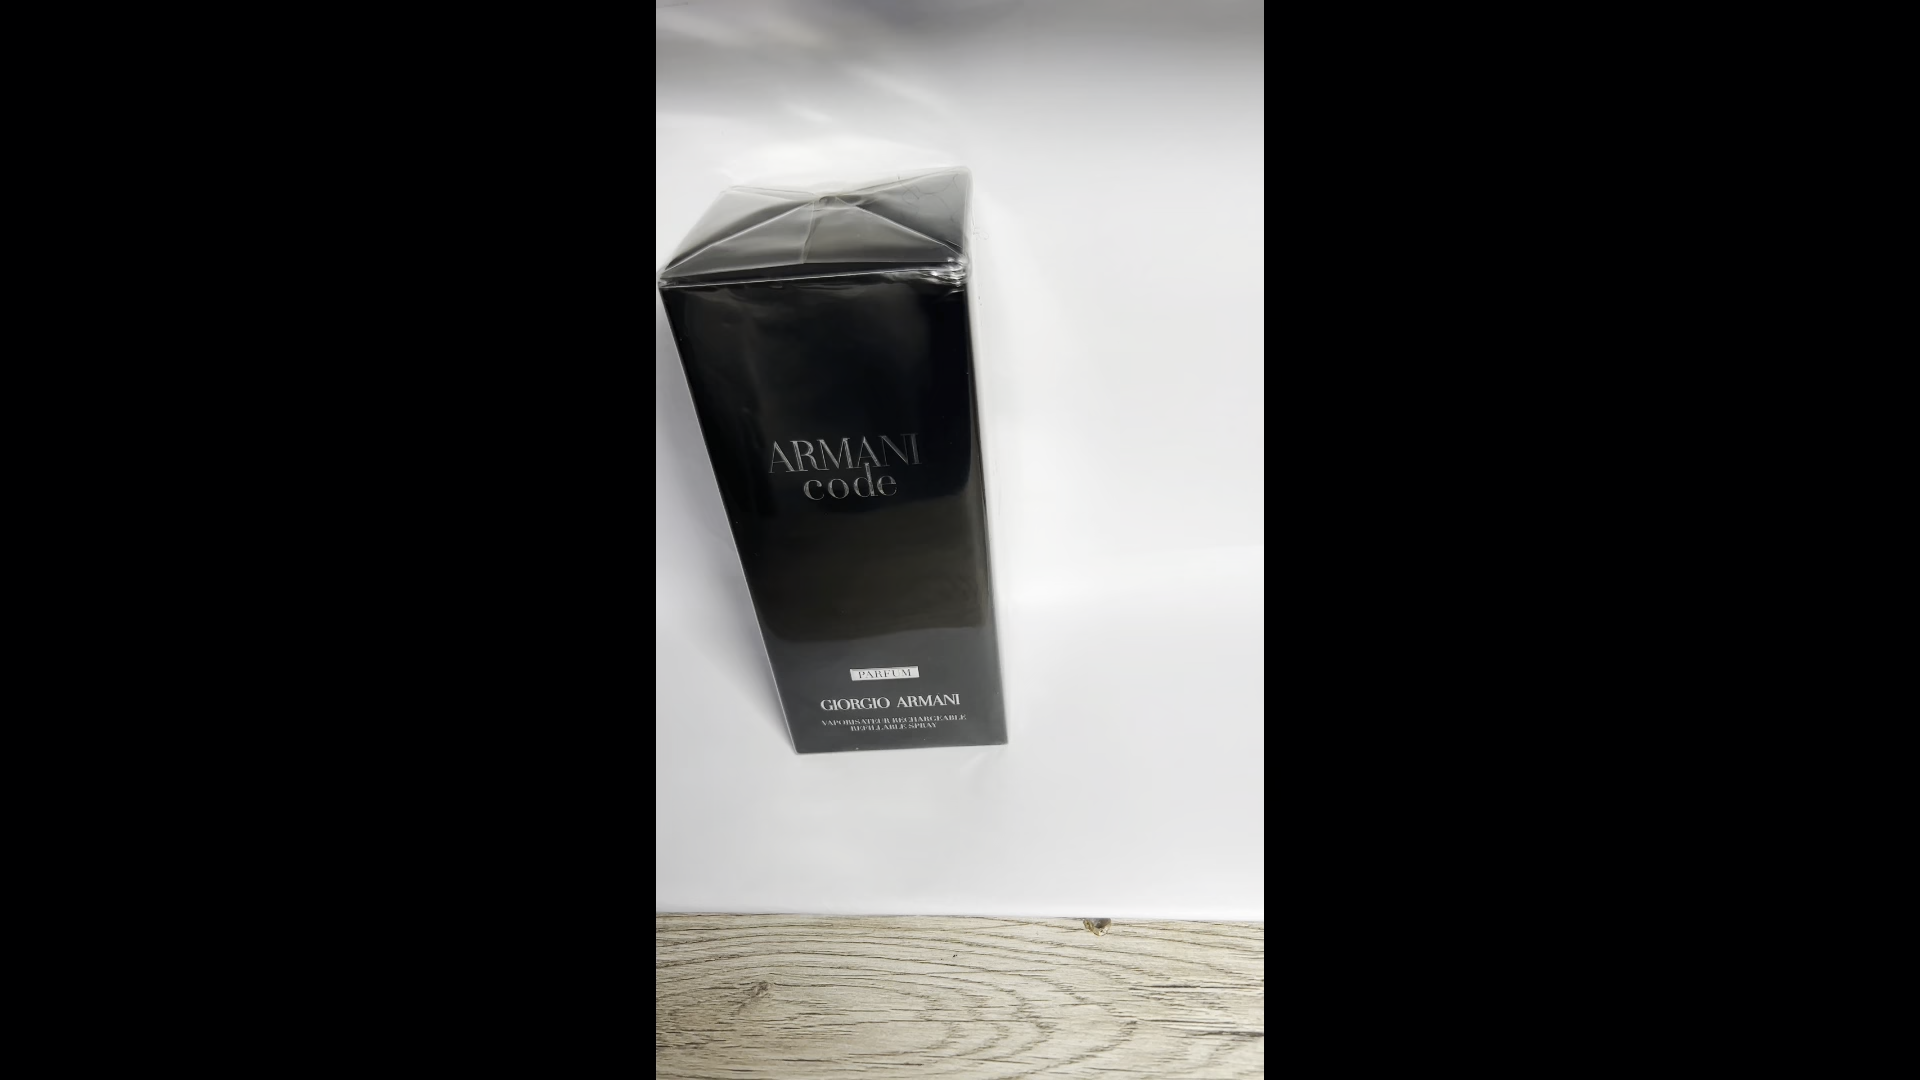 ARMANI
code
PARFUM
GIORGIO ARMANI
VAPORISATEUR RECHARGEABLE
REFILLABLE SPRAY